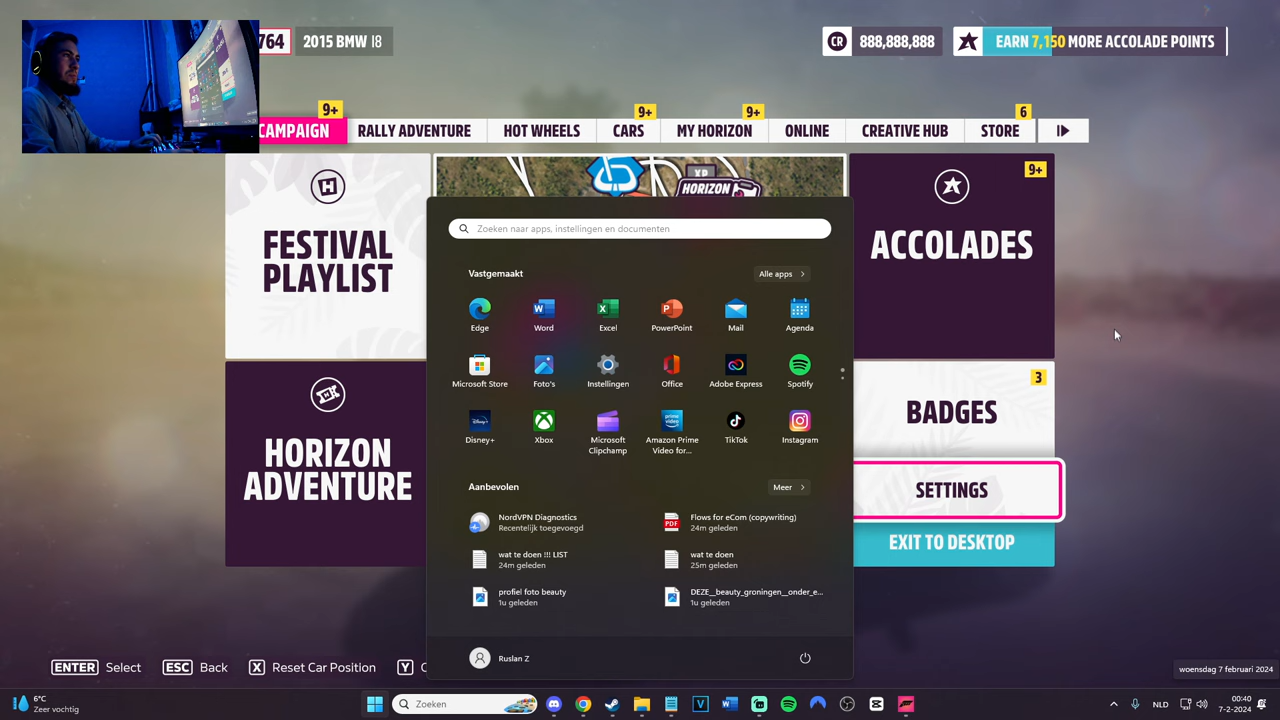 764
2015 BMW I8
CR 888,888,888
EARN 7,150 MORE ACCOLADE POINTS
9+
9+
9+
6
CAMPAIGN
RALLY ADVENTURE
HOT WHEELS
CARS
MY HORIZON
ONLINE
CREATIVE HUB
STORE
FESTIVAL
PLAYLIST
XP
HORIZON
9+
ACCOLADES
Zoeken naar apps, instellingen en documenten
Vastgemaakt
Alle apps
Edge
Word
Excel
PowerPoint
Mail
Agenda
Microsoft Store
Foto's
Instellingen
Office
Adobe Express
Spotify
Disney+
Xbox
Microsoft
Clipchamp
Amazon Prime
Video for...
TikTok
Instagram
3
BADGES
HORIZON
ADVENTURE
SETTINGS
EXIT TO DESKTOP
Aanbevolen
Meer
NordVPN Diagnostics
Recentelijk toegevoegd
PDF
Flows for eCom (copywriting)
24m geleden
wat te doen !!! LIST
24m geleden
wat te doen
25m geleden
profiel foto beauty
1u geleden
DEZE__beauty_groningen__onder_e...
1u geleden
Ruslan Z
ENTER Select
ESC Back
X Reset Car Position
Y
woensdag 7 februari 2024
6°C
Zeer vochtig
Zoeken
NLD
00:40
7-2-2024